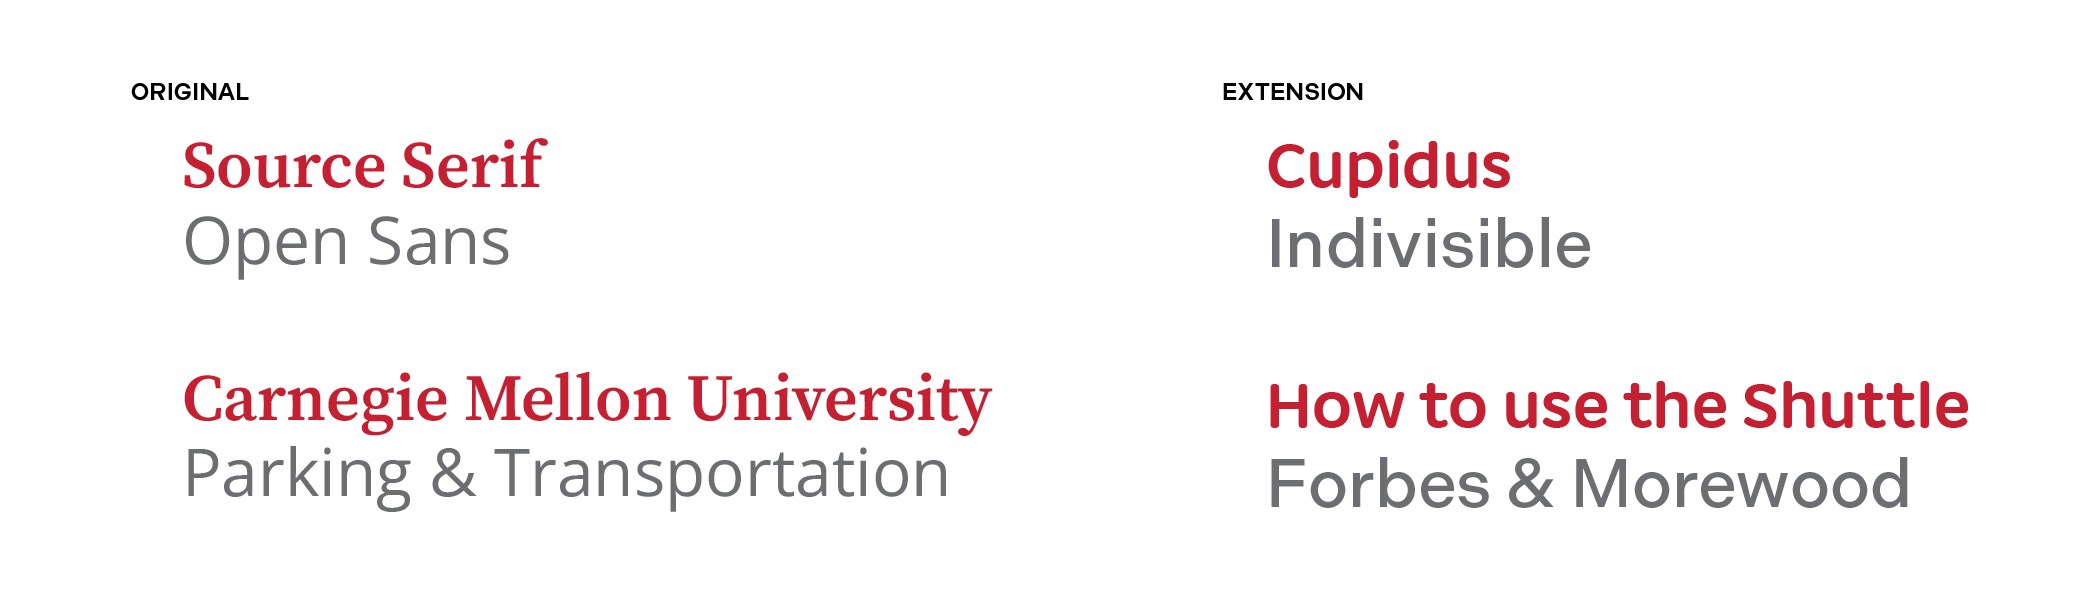 ORIGINAL
Source Serif
Open Sans
Carnegie Mellon University
Parking & Transportation
EXTENSION
Cupidus
Indivisible
How to use the Shuttle
Forbes & Morewood